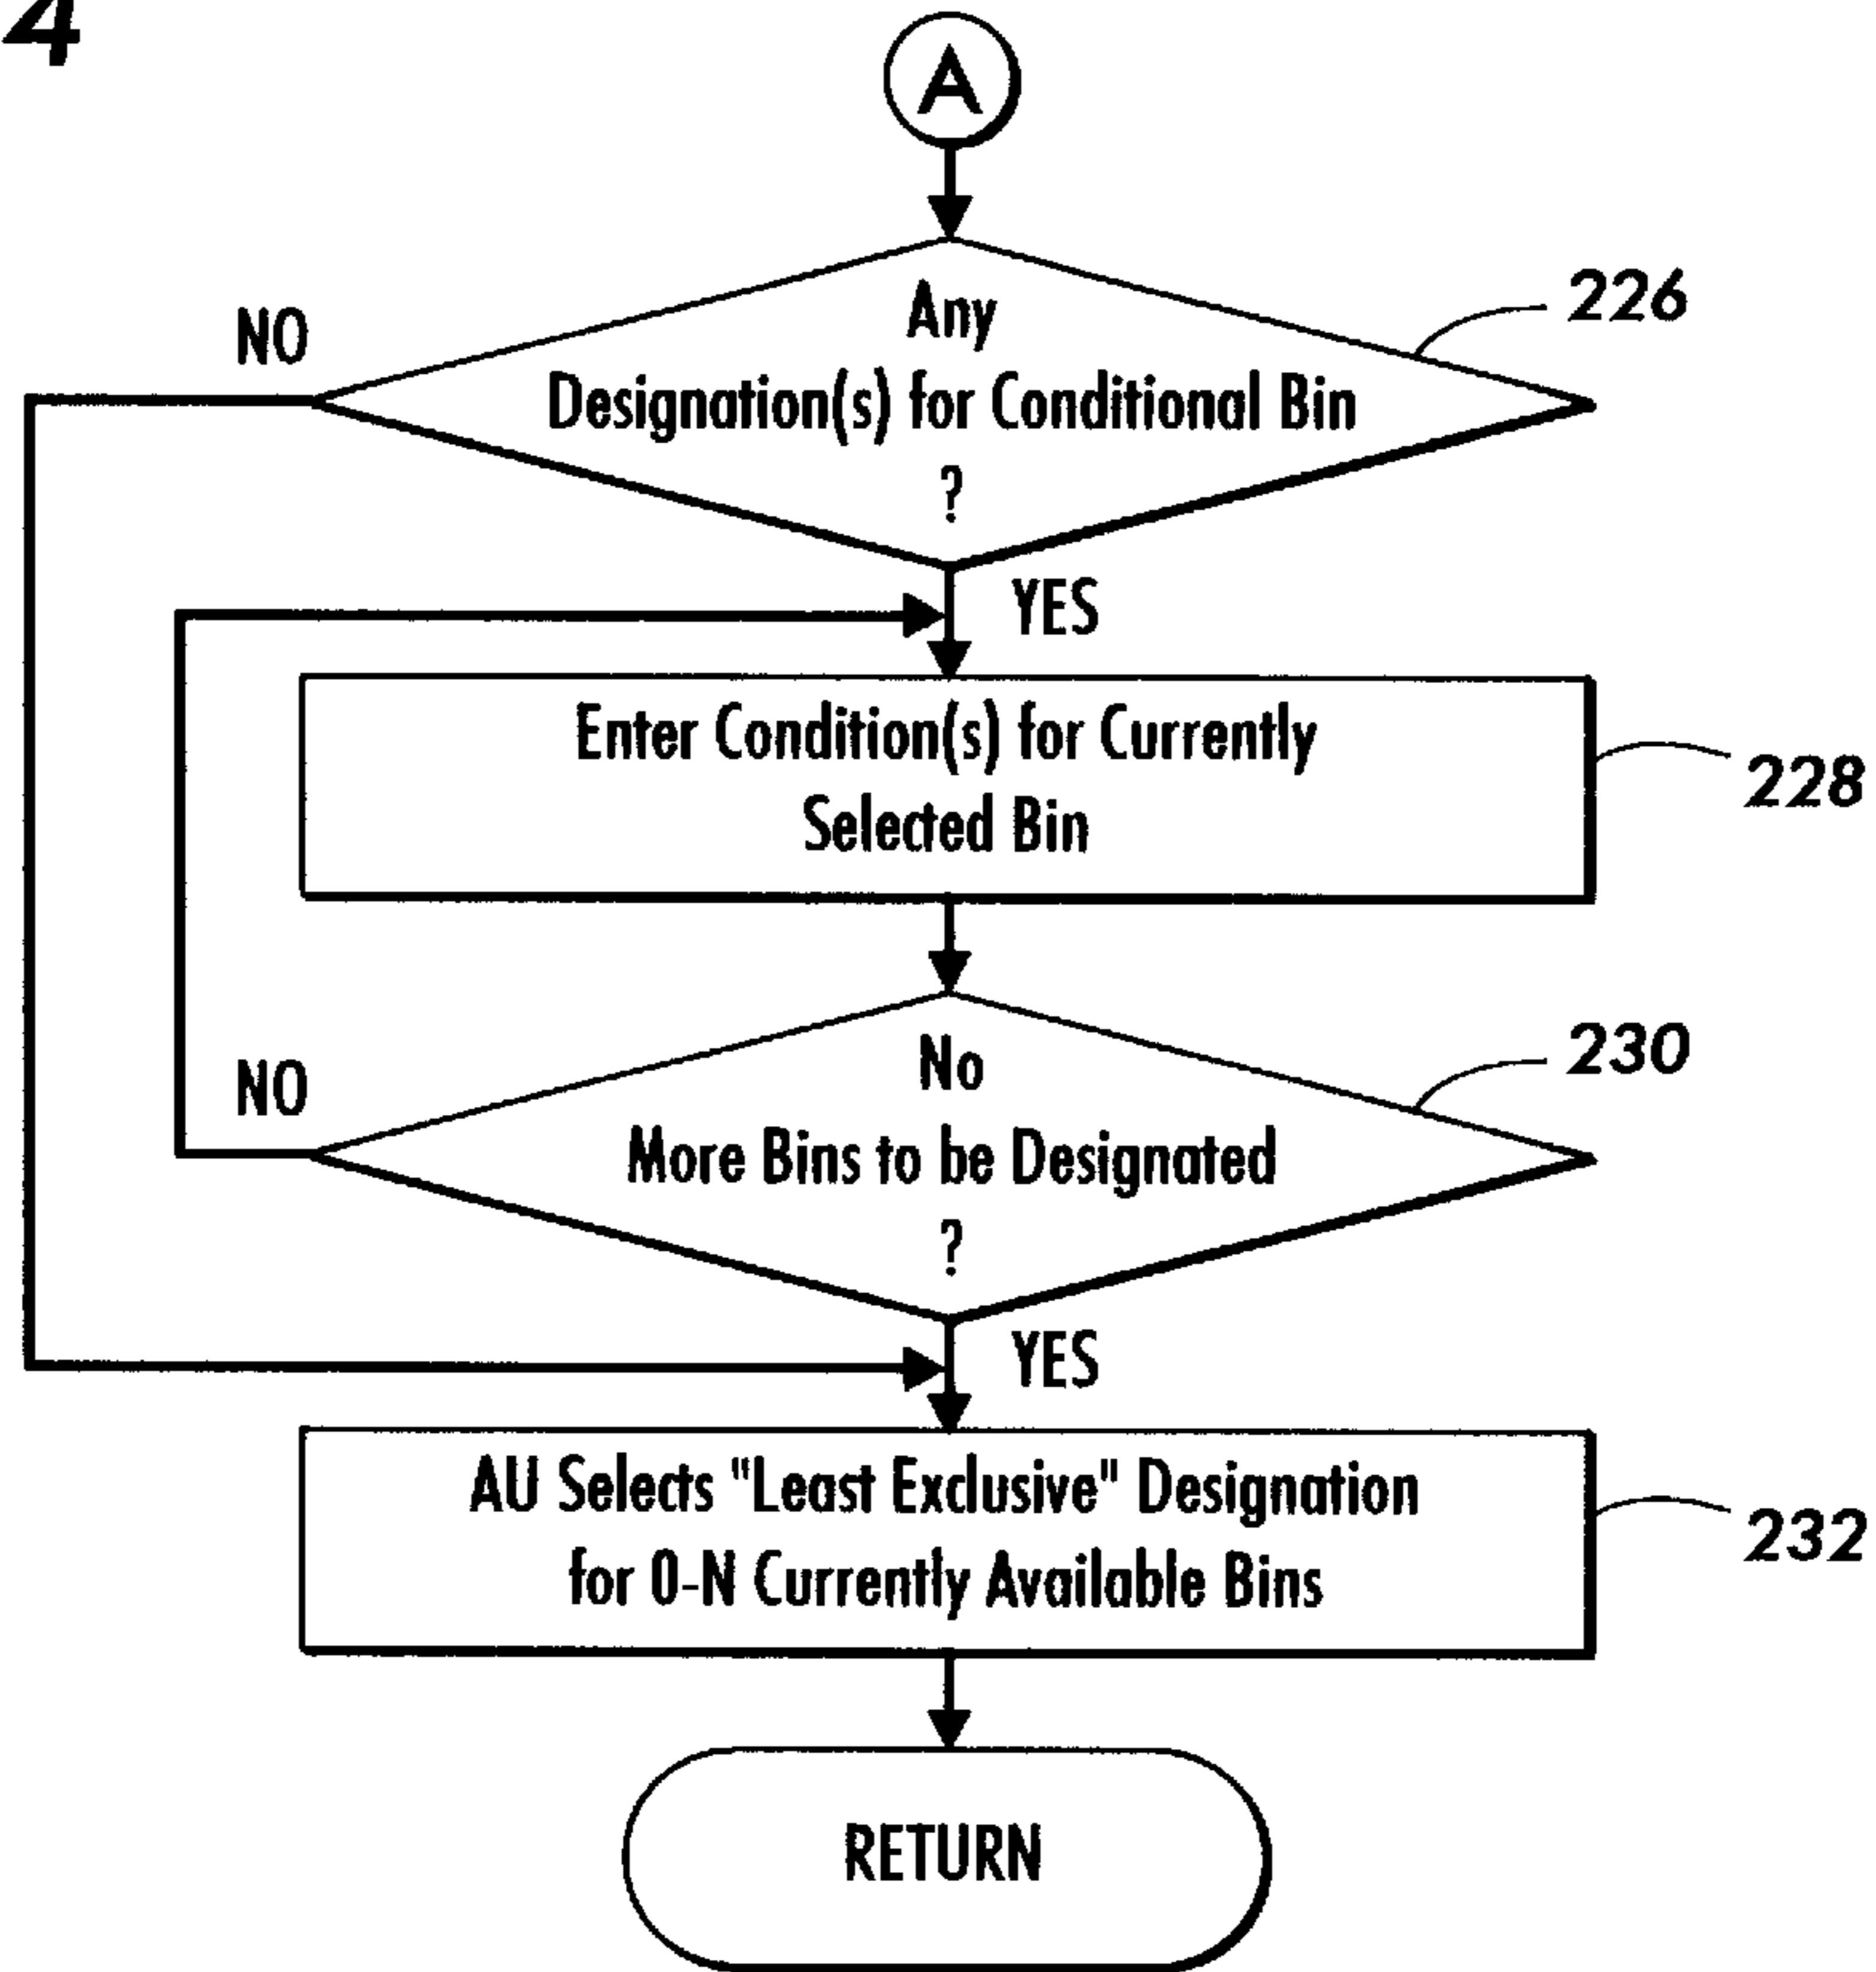 4
A
Any
Designation(s) for Conditional Bin
?
226
NO
YES
Enter Condition(s) for Currently
Selected Bin
228
No
More Bins to be Designated
?
230
NO
YES
AU Selects "Least Exclusive" Designation
for 0-N Currently Available Bins
232
RETURN